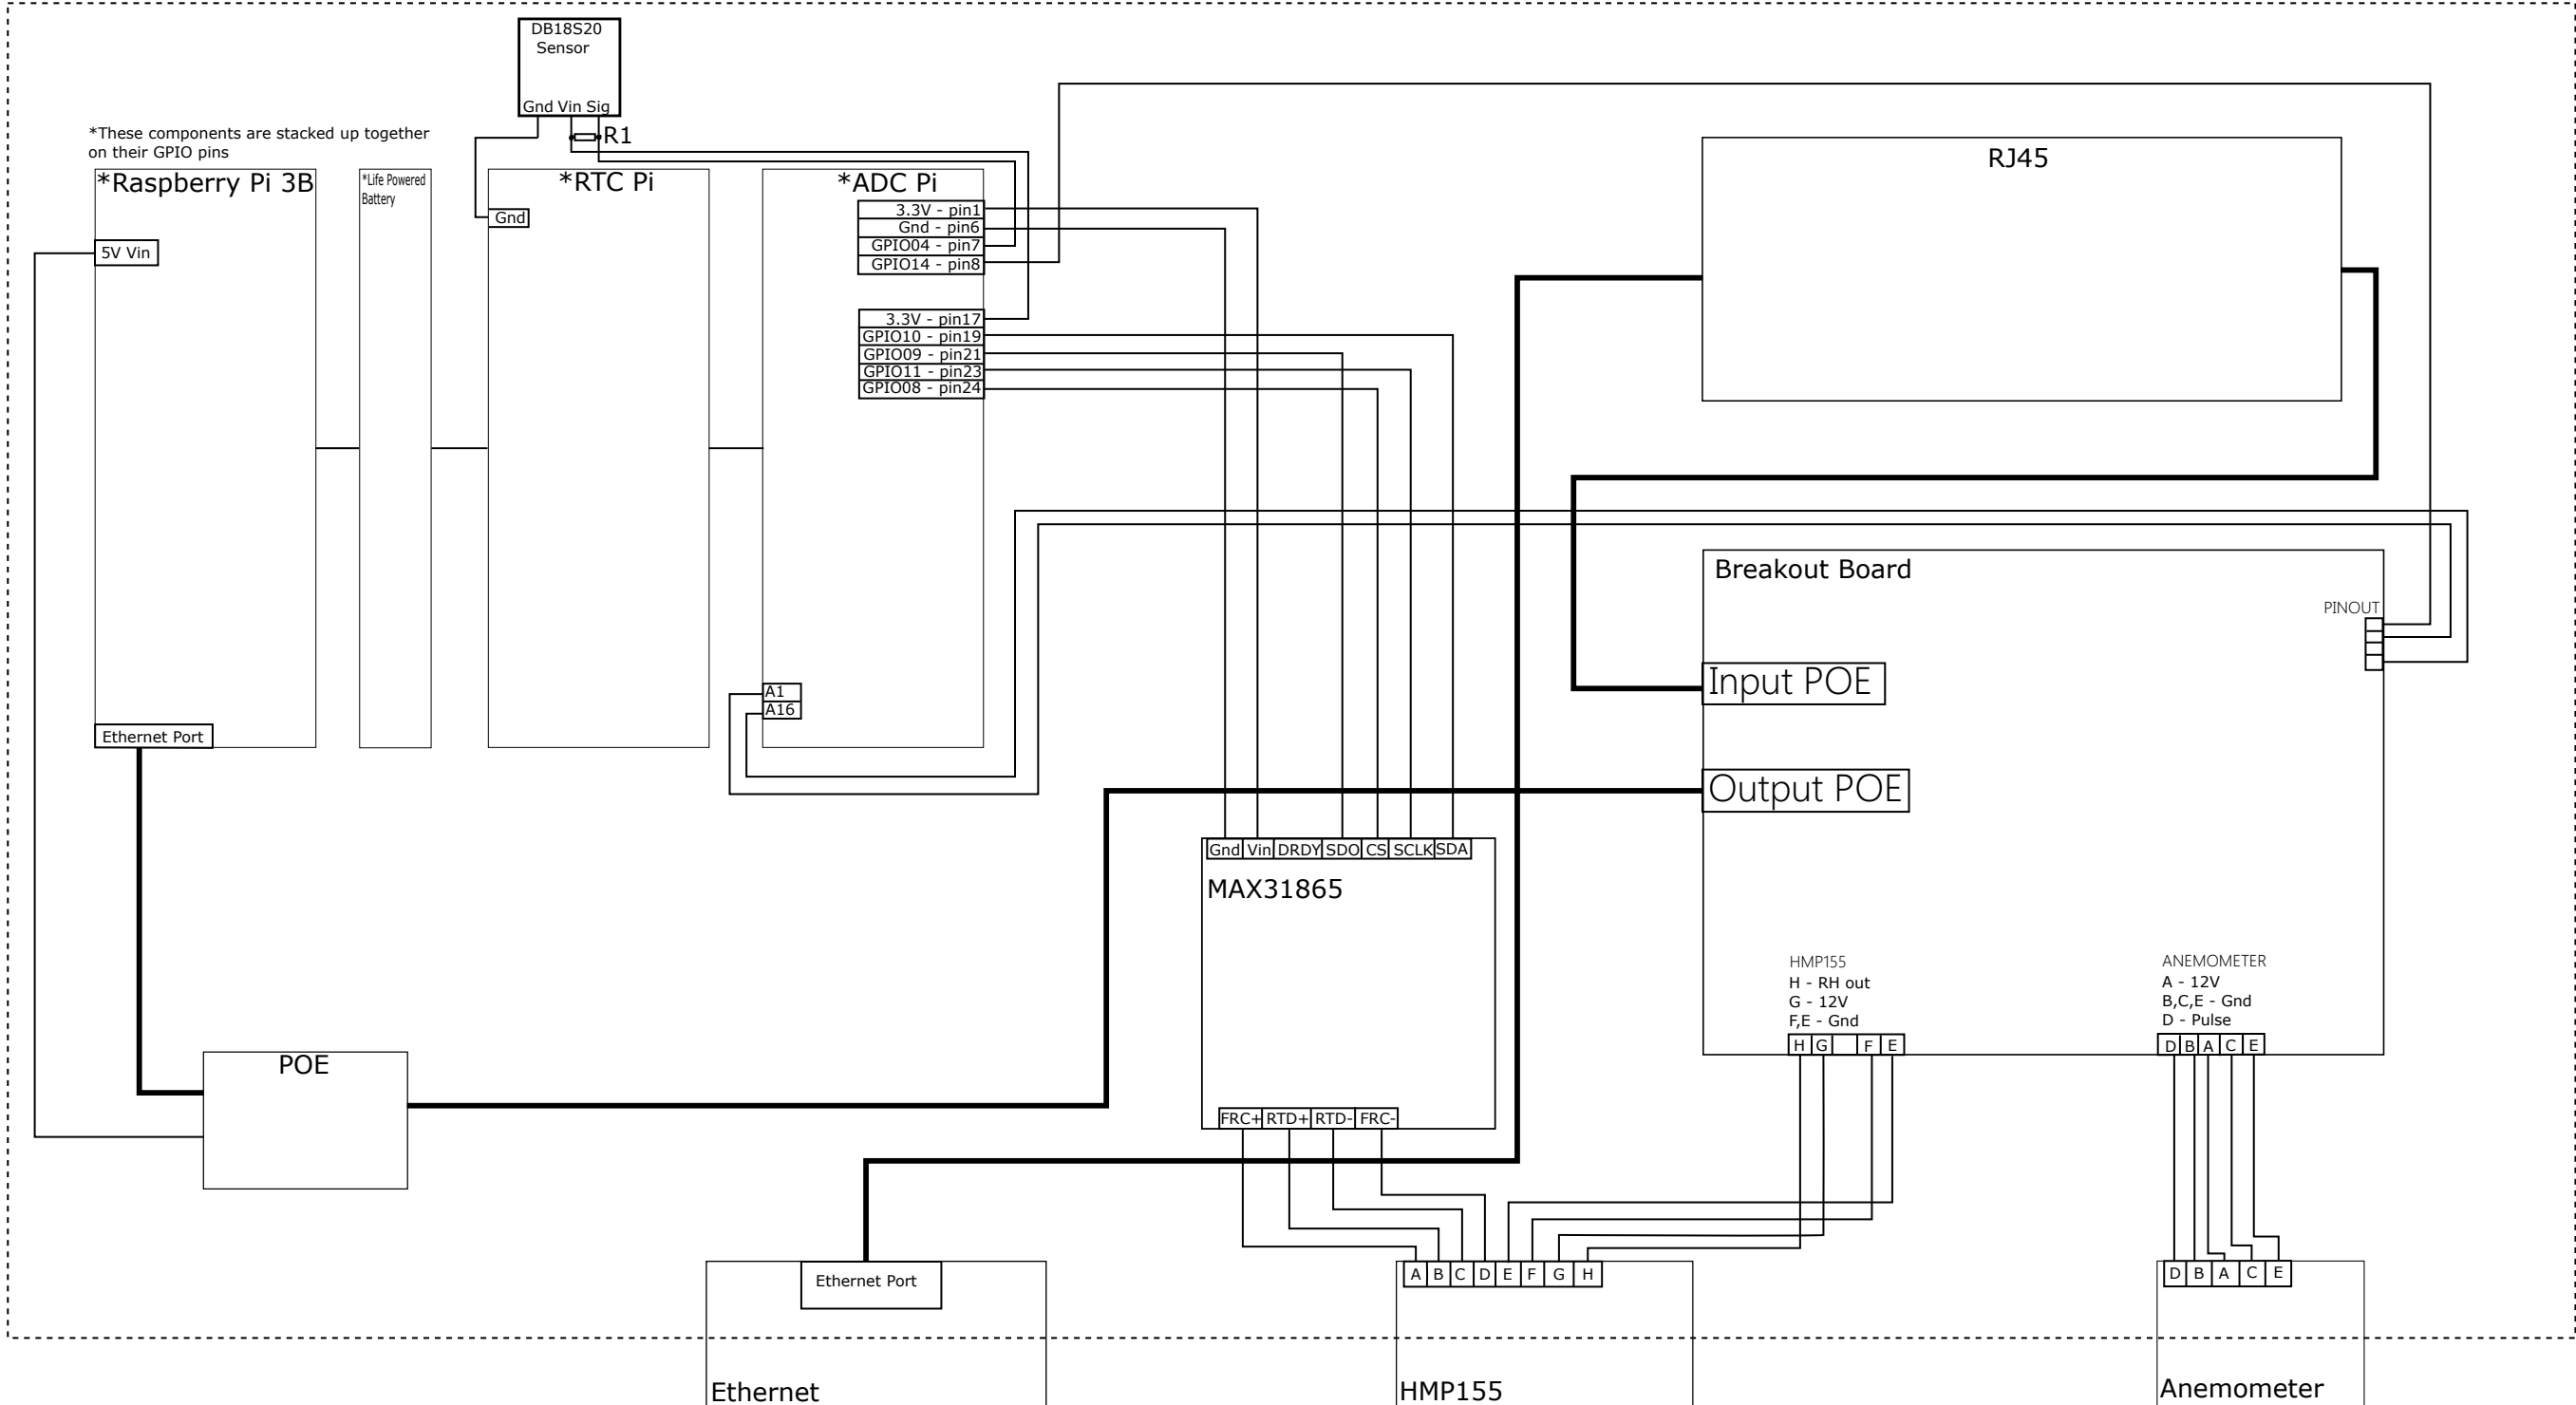 DB18S20
Sensor
Gnd Vin Sig
R1
*These components are stacked up together
on their GPIO pins
*Raspberry Pi 3B
*Life Powered
Battery
*RTC Pi
*ADC Pi
RJ45
5V Vin
Gnd
3.3V - pin1
Gnd - pin6
GPIO04 - pin7
GPIO14 - pin8
3.3V - pin17
GPIO10 - pin19
GPIO09 - pin21
GPIO11 - pin23
GPIO08 - pin24
Breakout Board
PINOUT
Input POE
Output POE
A1
A16
Ethernet Port
Gnd Vin DRDY SDO CS SCLK SDA
MAX31865
HMP155
H - RH out
G - 12V
F,E - Gnd
H G F E
ANEMOMETER
A - 12V
B,C,E - Gnd
D - Pulse
D B A C E
POE
FRC+ RTD+ RTD- FRC-
Ethernet Port
A B C D E F G H
D B A C E
Ethernet
HMP155
Anemometer